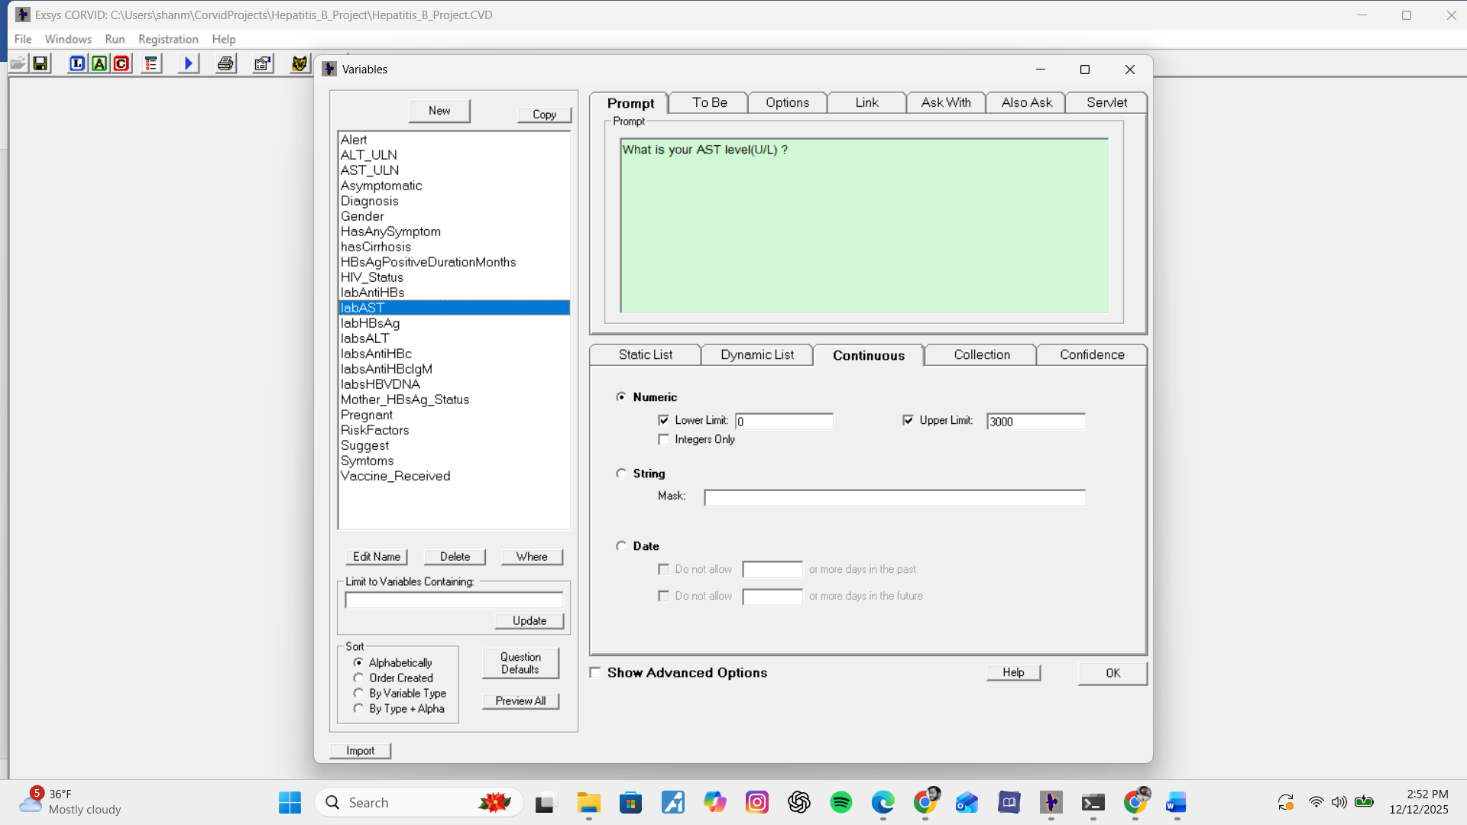 Exsys CORVID: C:\Users\shanm\CorvidProjects\Hepatitis_B_Project\Hepatitis_B_Project.CVD
File Windows Run Registration Help
L A C
Variables
New
Copy
Alert
ALT_ULN
AST_ULN
Asymptomatic
Diagnosis
Gender
HasAnySymptom
hasCirrhosis
HBsAgPositiveDurationMonths
HIV_Status
labAntiHBs
labAST
labHBsAg
labsALT
labsAntiHBc
labsAntiHBcIgM
labsHBVDNA
Mother_HBsAg_Status
Pregnant
RiskFactors
Suggest
Symtoms
Vaccine_Received
Edit Name Delete Where
Limit to Variables Containing:
Update
Sort
Alphabetically
Order Created
By Variable Type
By Type + Alpha
Question
Defaults
Preview All
Import
Prompt To Be Options Link Ask With Also Ask Servlet
Prompt
What is your AST level(U/L) ?
Static List Dynamic List Continuous Collection Confidence
Numeric
Lower Limit: 0 Upper Limit: 3000
Integers Only
String
Mask:
Date
Do not allow or more days in the past
Do not allow or more days in the future
Show Advanced Options
Help OK
5
36°F
Mostly cloudy
Search
2:52 PM
12/12/2025